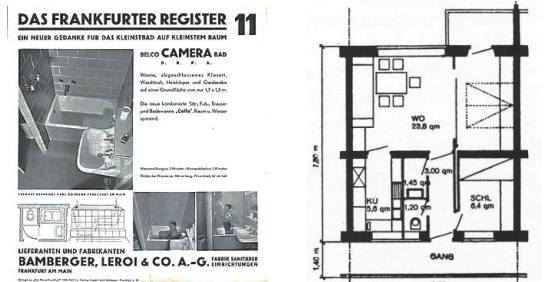 DAS FRANKFURTER REGISTER 11
EIN NEUER GEDANKE FÜR DAS KLEINSTBAD AUF KLEINSTEM RAUM
BELCO CAMERA BAD
D. R. P. A.
Wanne, abgeschlossenes Klosett,
Waschtisch, Heizkörper und Garderobe
auf einer Grundfläche von nur 1,7 x 1,5 m.
Die neue kombinierte Sitz-, Fuß-, Brause-
und Badewanne
Raum u. Wasser
sparend.
LIEFERANTEN UND FABRIKANTEN
BAMBERGER, LEROI & CO. A.-G. FABRIK SANITÄRER
EINRICHTUNGEN
FRANKFURT AM MAIN
WO
23,8 qm
7,80 m
3,00 qm
1,45 qm
KÜ
5,6 qm
1,20 qm
SCHL
6,4 qm
1,40 m
GANG